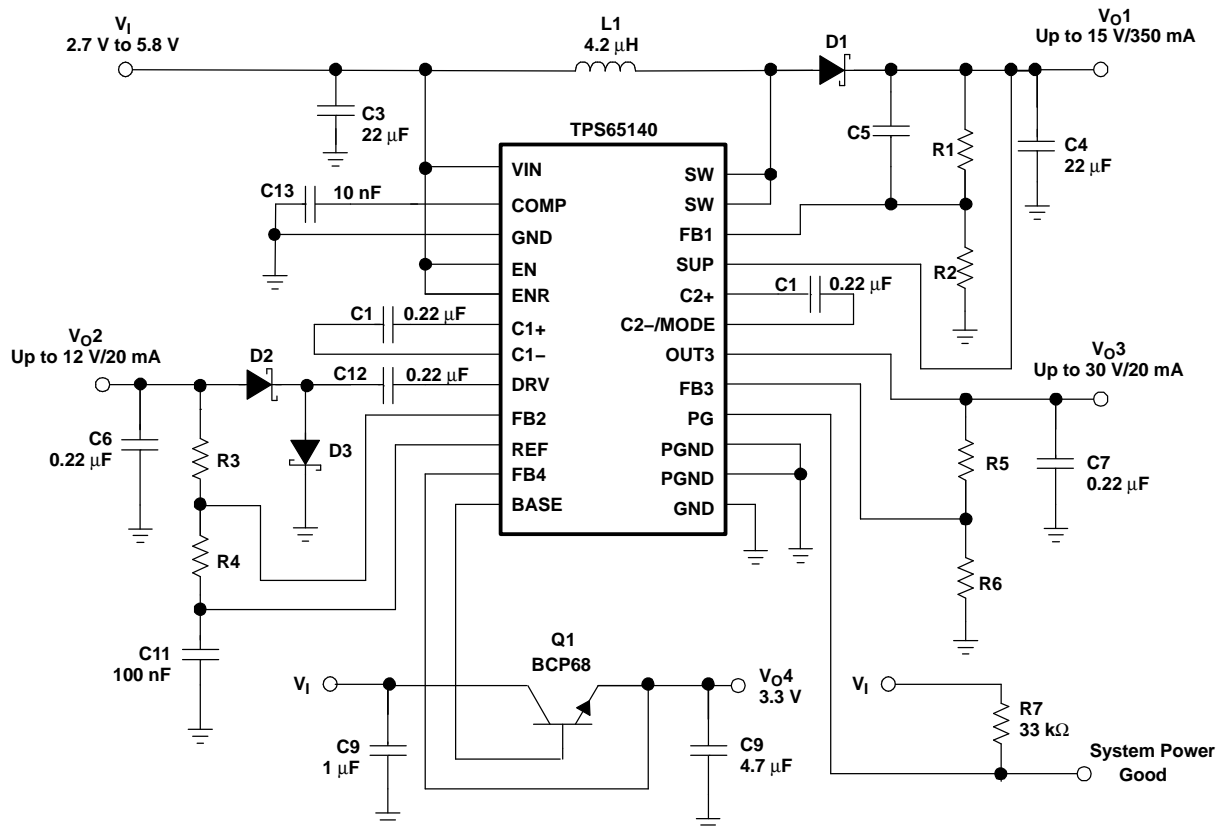 VI
2.7 V to 5.8 V
L1
4.2 μH
D1
VO1
Up to 15 V/350 mA
C3
22 μF
TPS65140
C5
R1
C4
22 μF
C13
10 nF
VIN
COMP
GND
EN
ENR
C1+
C1−
DRV
FB2
REF
FB4
BASE
SW
SW
FB1
SUP
C2+
C2−/MODE
OUT3
FB3
PG
PGND
PGND
GND
R2
C1
0.22 μF
C1
0.22 μF
VO2
Up to 12 V/20 mA
D2
C12
0.22 μF
VO3
Up to 30 V/20 mA
C6
0.22 μF
R3
D3
R5
C7
0.22 μF
R4
R6
C11
100 nF
Q1
BCP68
VI
VO4
3.3 V
VI
R7
33 kΩ
C9
1 μF
C9
4.7 μF
System Power
Good